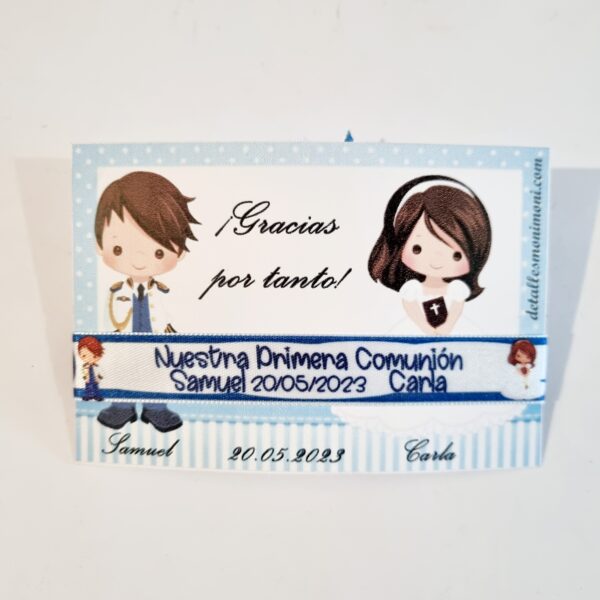 ¡Gracias
por tanto!
detallesmonimoni.com
Nuestra Primera Comunión
Samuel 20/05/2023 Carla
Samuel 20.05.2023 Carla